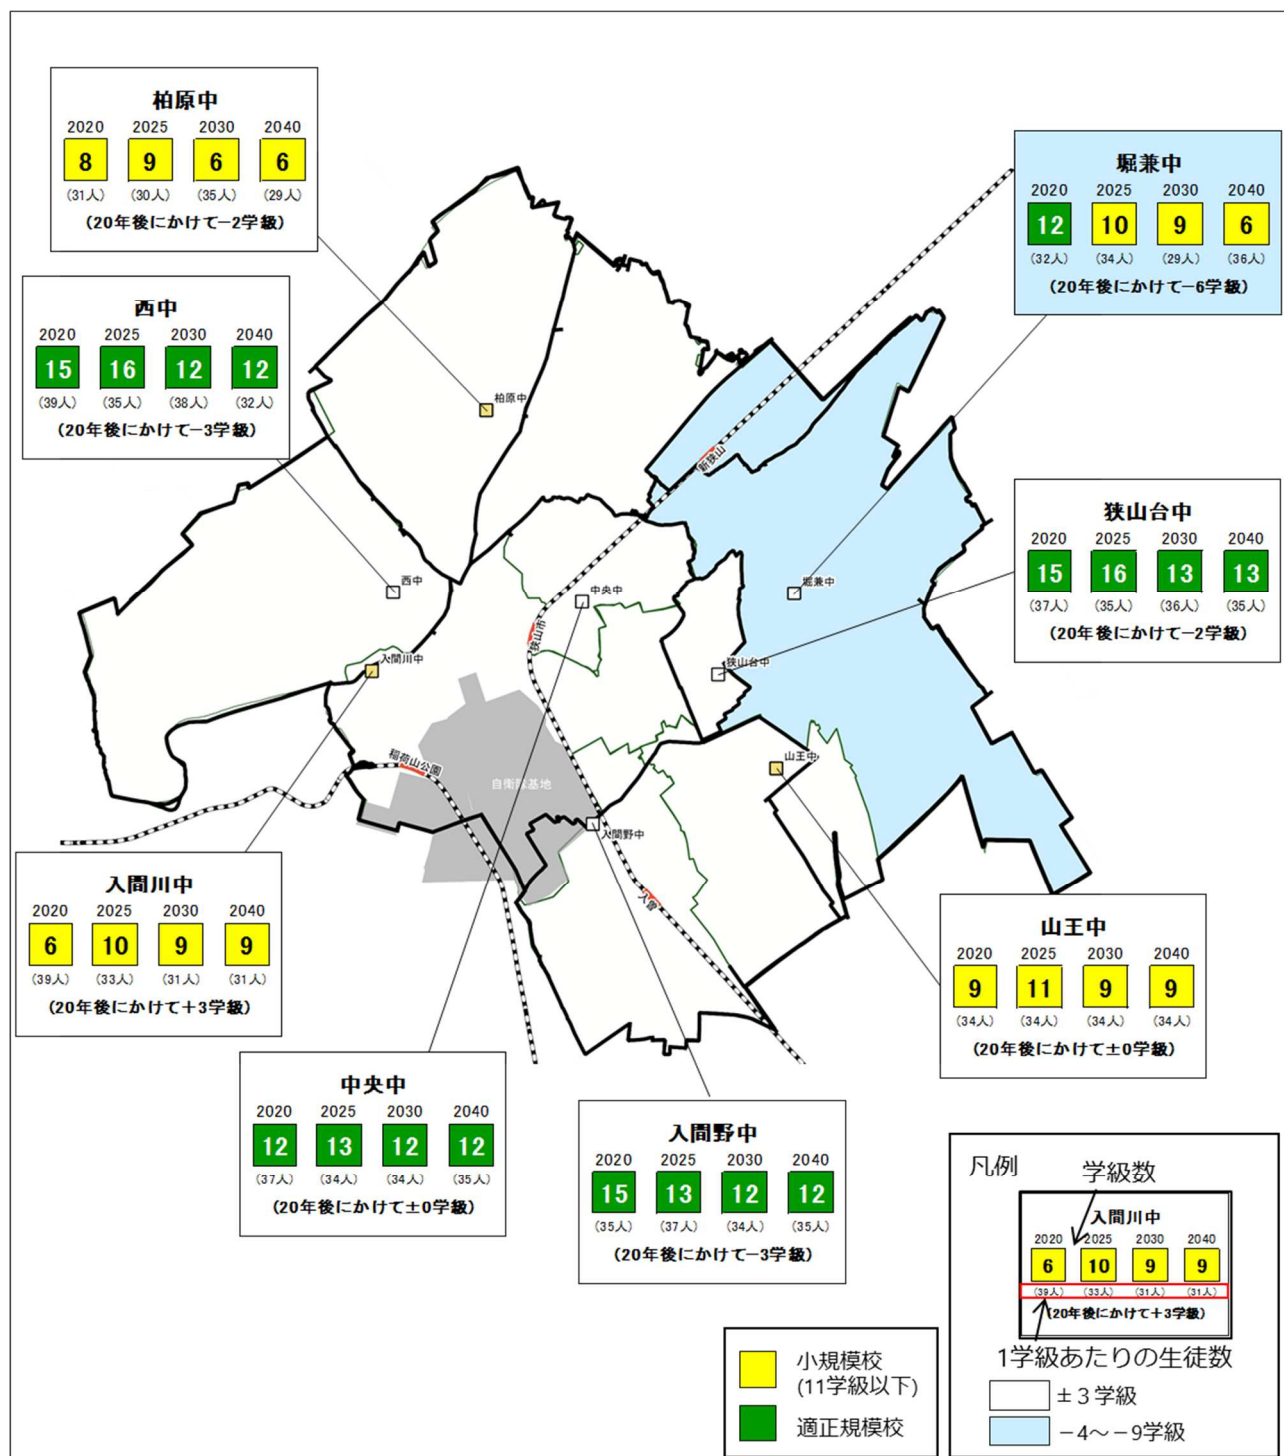 柏原中
2020 2025 2030 2040
8 9 6 6
(31人) (30人) (35人) (29人)
(20年後にかけて−2学級)
堀兼中
2020 2025 2030 2040
12 10 9 6
(32人) (34人) (29人) (36人)
(20年後にかけて−6学級)
西中
2020 2025 2030 2040
15 16 12 12
(39人) (35人) (38人) (32人)
(20年後にかけて−3学級)
狭山台中
2020 2025 2030 2040
15 16 13 13
(37人) (35人) (36人) (35人)
(20年後にかけて−2学級)
柏原中
新狭山
西中
中央中
堀兼中
狭山市
入間川中
狭山台中
稲荷山公園
山王中
自衛隊基地
入間野中
入曽
入間川中
2020 2025 2030 2040
6 10 9 9
(39人) (33人) (31人) (31人)
(20年後にかけて+3学級)
山王中
2020 2025 2030 2040
9 11 9 9
(34人) (34人) (34人) (34人)
(20年後にかけて±0学級)
中央中
2020 2025 2030 2040
12 13 12 12
(37人) (34人) (34人) (35人)
(20年後にかけて±0学級)
入間野中
2020 2025 2030 2040
15 13 12 12
(35人) (37人) (34人) (35人)
(20年後にかけて−3学級)
小規模校
(11学級以下)
適正規模校
凡例
学級数
入間川中
2020 2025 2030 2040
6 10 9 9
(39人) (33人) (31人) (31人)
(20年後にかけて+3学級)
1学級あたりの生徒数
±3学級
−4〜−9学級